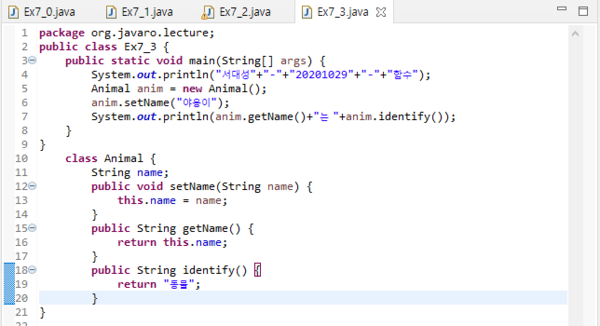 Ex7_0.java Ex7_1.java Ex7_2.java Ex7_3.java
1 package org.javaro.lecture;
2 public class Ex7_3 {
3 public static void main(String[] args) {
4 System.out.println("서대성"+"-"+"20201029"+"-"+"함수");
5 Animal anim = new Animal();
6 anim.setName("야옹이");
7 System.out.println(anim.getName()+"는 "+anim.identify());
8 }
9 }
10 class Animal {
11 String name;
12 public void setName(String name) {
13 this.name = name;
14 }
15 public String getName() {
16 return this.name;
17 }
18 public String identify() {
19 return "동물";
20 }
21 }
22